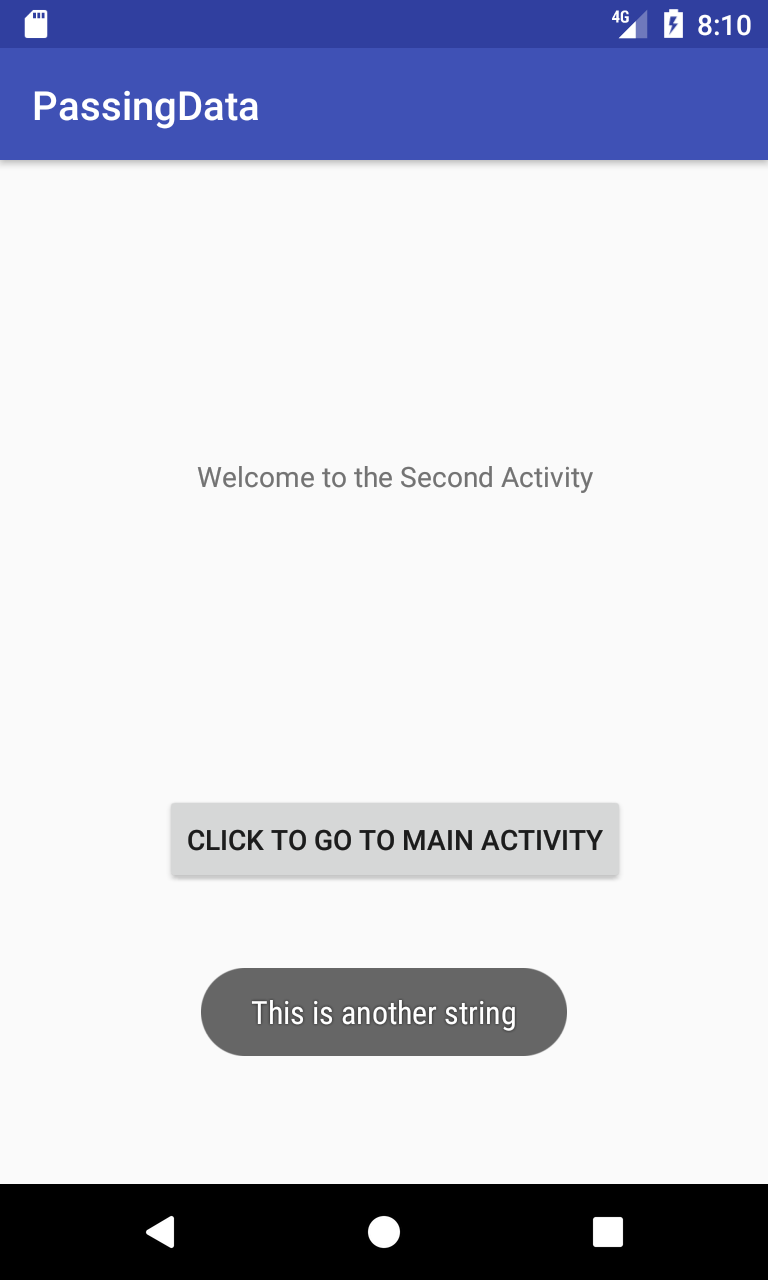 4G 8:10
PassingData
Welcome to the Second Activity
CLICK TO GO TO MAIN ACTIVITY
This is another string